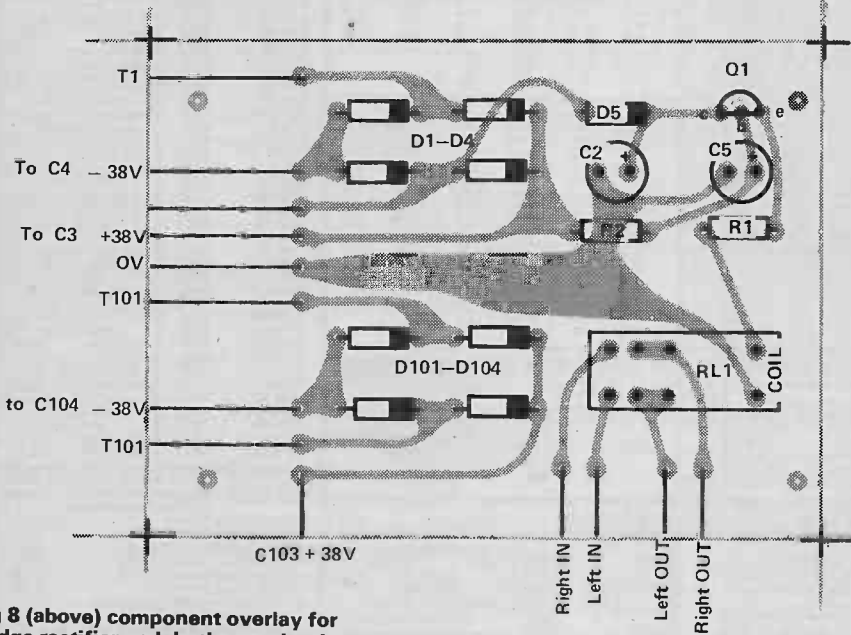 T1
Q1
D5
c
b
e
D1–D4
C2
+
C5
+
To C4 – 38V
R1
To C3 +38V
OV
T101
D101–D104
RL1
COIL
to C104 – 38V
T101
C103 + 38V
Right IN
Left IN
Left OUT
Right OUT
8 (above) component overlay for